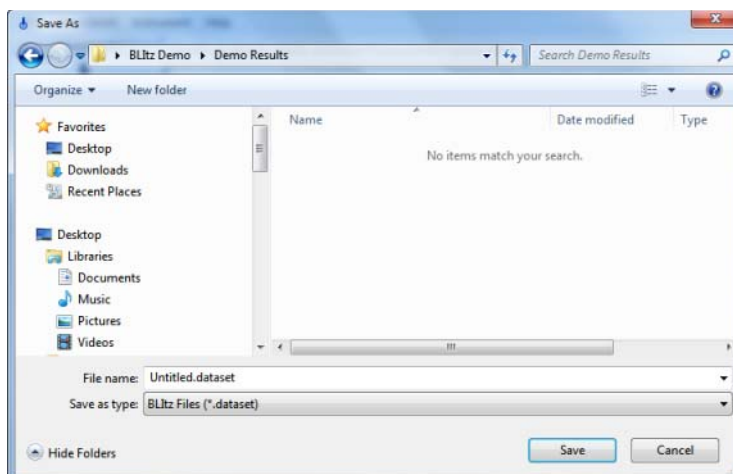 Save As
BLItz Demo Demo Results
Search Demo Results
Organize New folder
Name Date modified Type
No items match your search.
Favorites
Desktop
Downloads
Recent Places
Desktop
Libraries
Documents
Music
Pictures
Videos
File name: Untitled.dataset
Save as type: BLItz Files (*.dataset)
Hide Folders
Save
Cancel